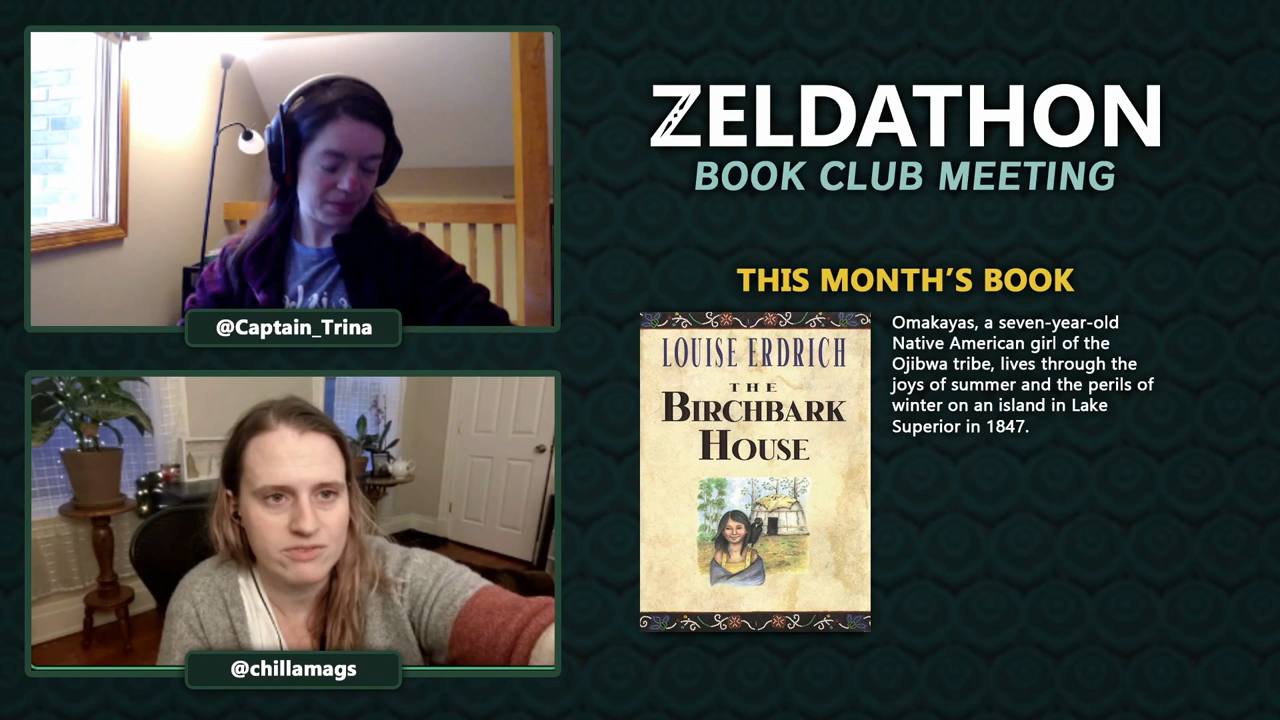 ZELDATHON
BOOK CLUB MEETING
THIS MONTH'S BOOK
LOUISE ERDRICH
THE
BIRCHBARK
HOUSE
Omakayas, a seven-year-old
Native American girl of the
Ojibwa tribe, lives through the
joys of summer and the perils of
winter on an island in Lake
Superior in 1847.
@Captain_Trina
@chillamags